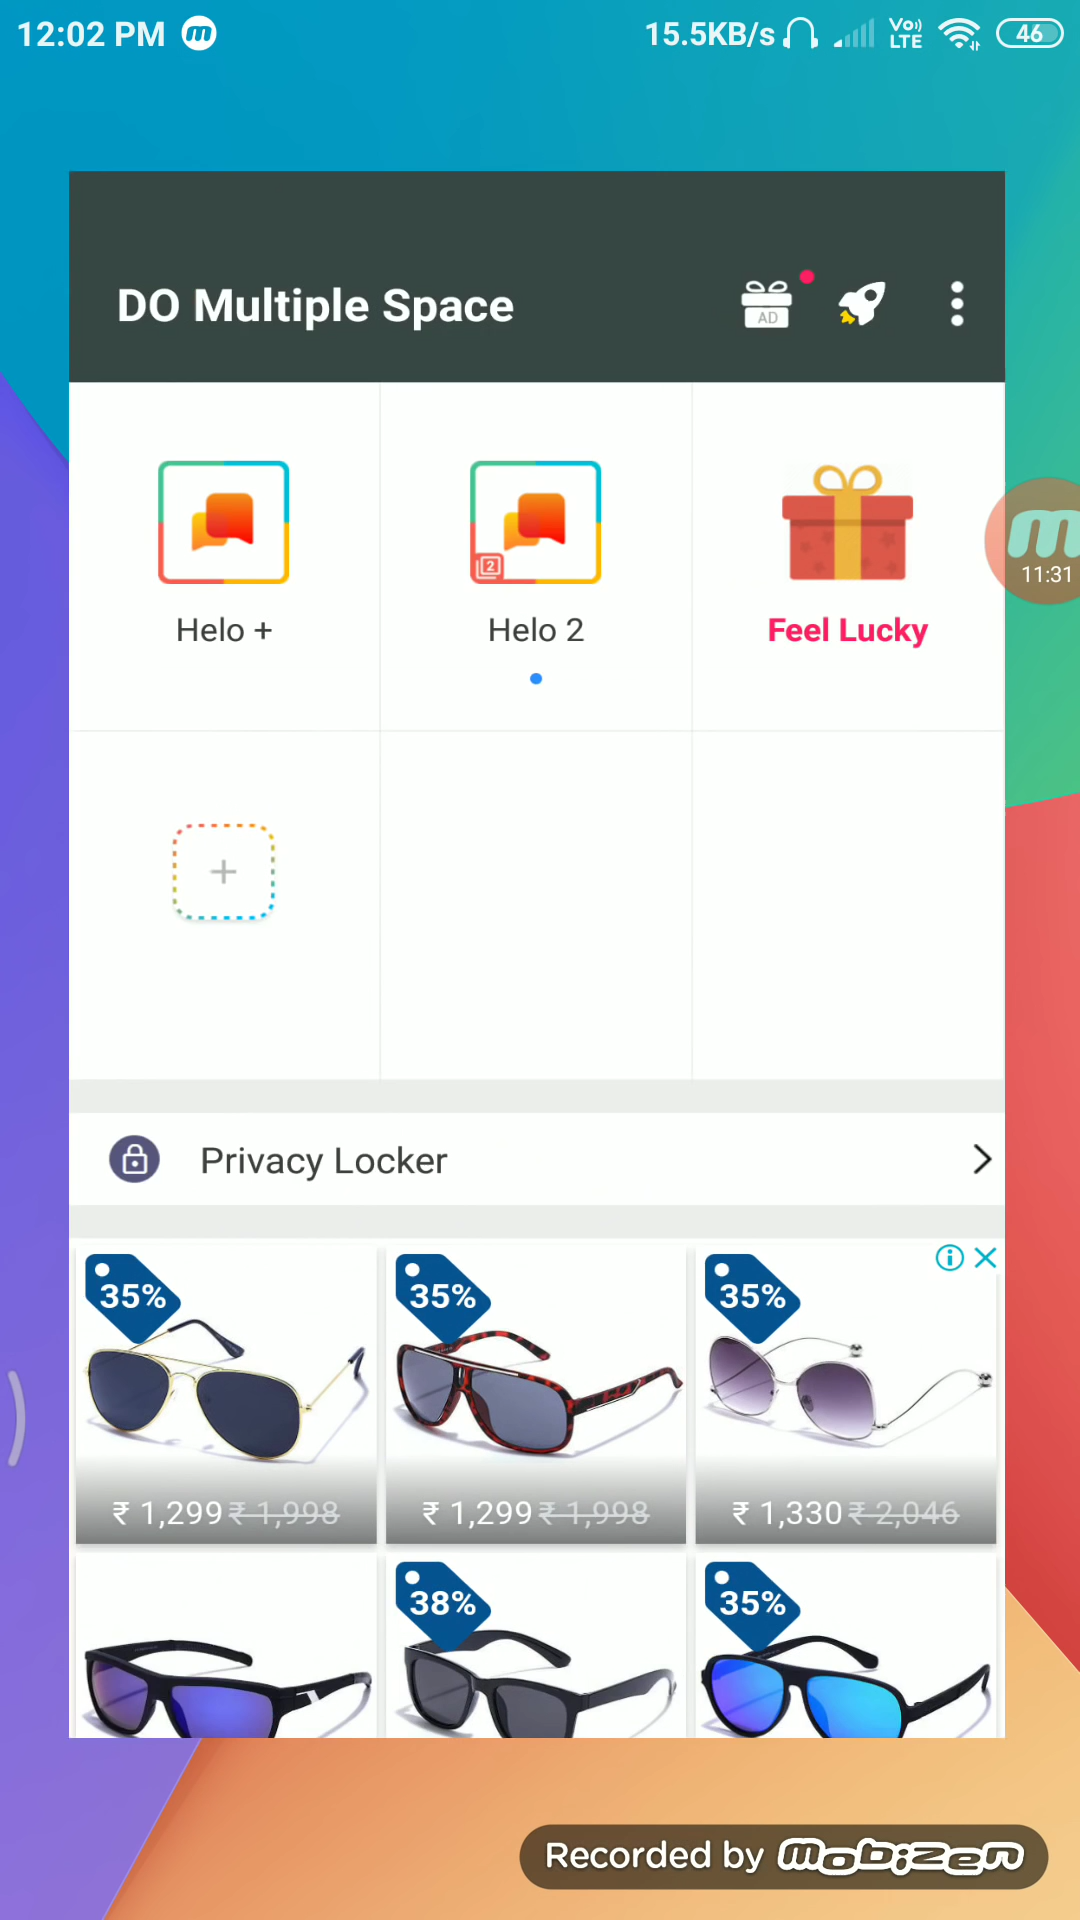 12:02 PM m 15.5KB/s Vo)) LTE 46
DO Multiple Space
AD
m
11:31
Helo + Helo 2 Feel Lucky
2
+
Privacy Locker
35% 35% 35%
₹ 1,299 ₹ 1,998 ₹ 1,299 ₹ 1,998 ₹ 1,330 ₹ 2,046
38% 35%
Recorded by mobizen